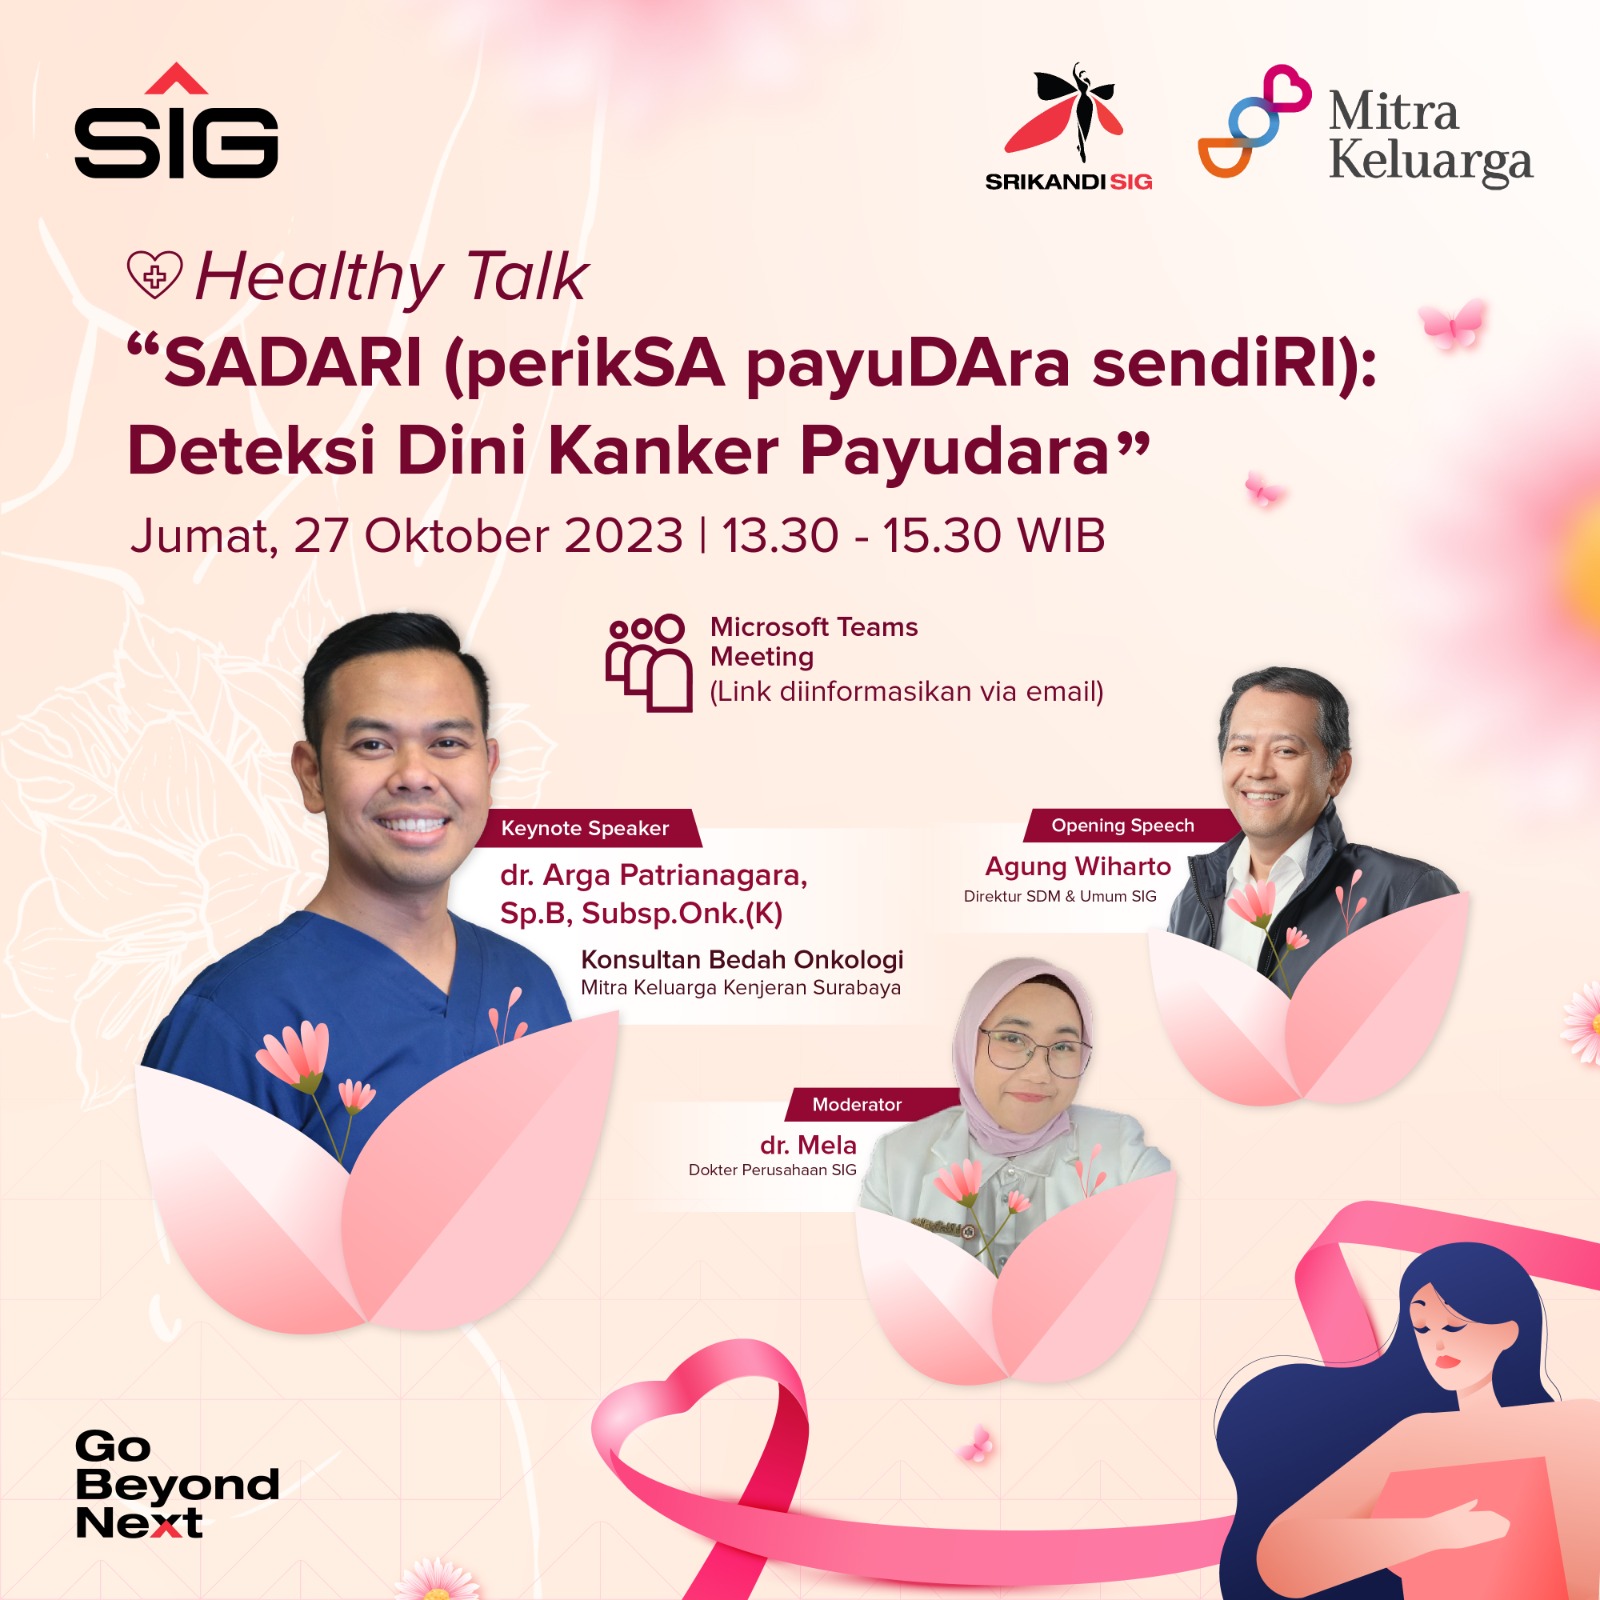 SIG
SRIKANDI SIG
Mitra
Keluarga
Healthy Talk
“SADARI (perikSA payuDAra sendiRI):
Deteksi Dini Kanker Payudara”
Jumat, 27 Oktober 2023 | 13.30 - 15.30 WIB
Microsoft Teams
Meeting
(Link diinformasikan via email)
Keynote Speaker
dr. Arga Patrianagara,
Sp.B, Subsp.Onk.(K)
Konsultan Bedah Onkologi
Mitra Keluarga Kenjeran Surabaya
Opening Speech
Agung Wiharto
Direktur SDM & Umum SIG
Moderator
dr. Mela
Dokter Perusahaan SIG
Go
Beyond
Next